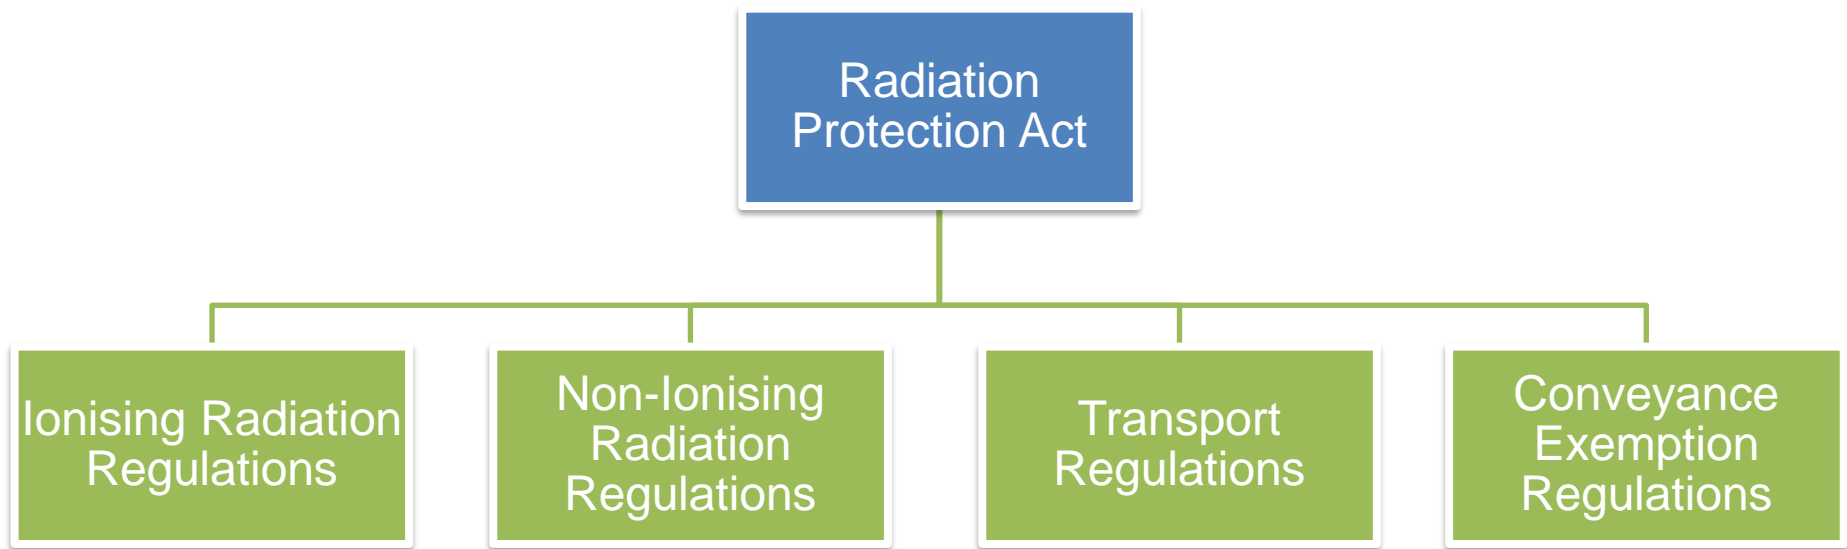 Radiation
Protection Act
Ionising Radiation
Regulations
Non-Ionising
Radiation
Regulations
Transport
Regulations
Conveyance
Exemption
Regulations